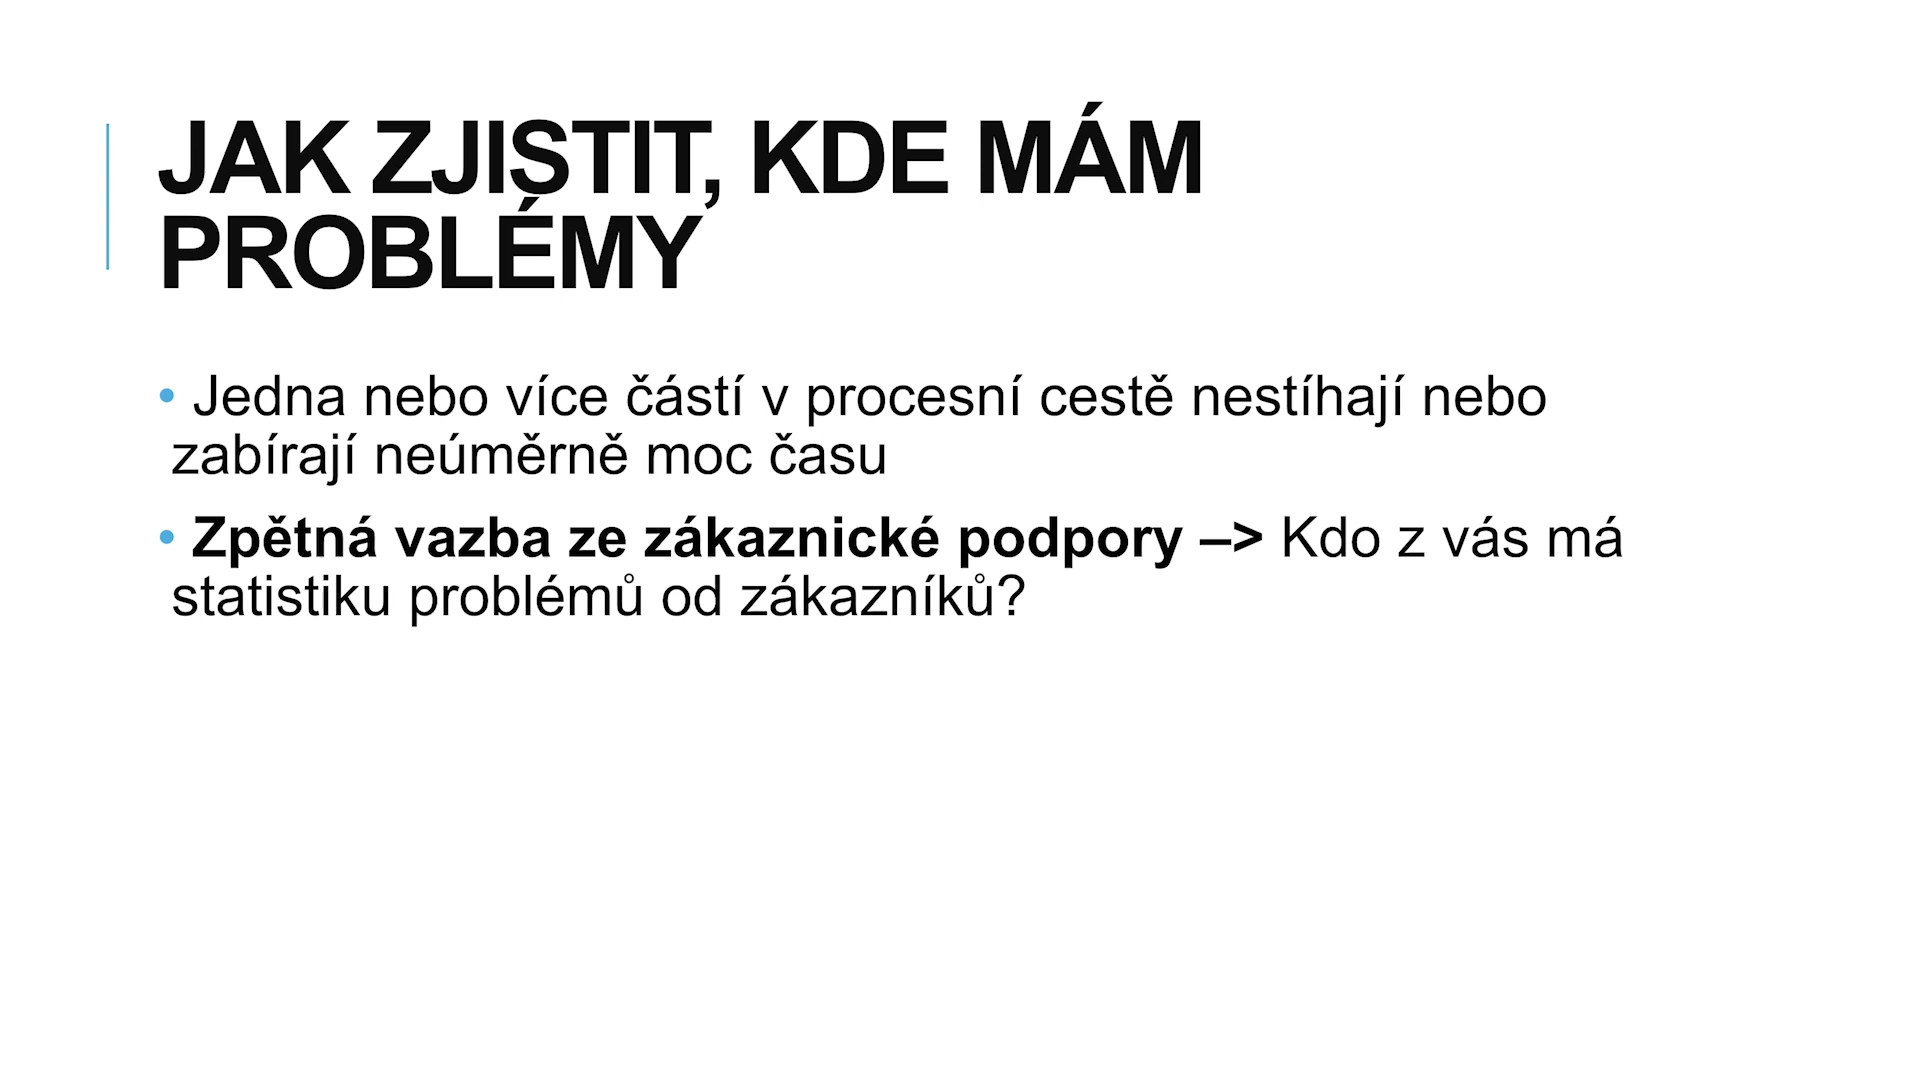 JAK ZJISTIT, KDE MÁM
PROBLÉMY
• Jedna nebo více částí v procesní cestě nestíhají nebo
zabírají neúměrně moc času
• Zpětná vazba ze zákaznické podpory –> Kdo z vás má
statistiku problémů od zákazníků?